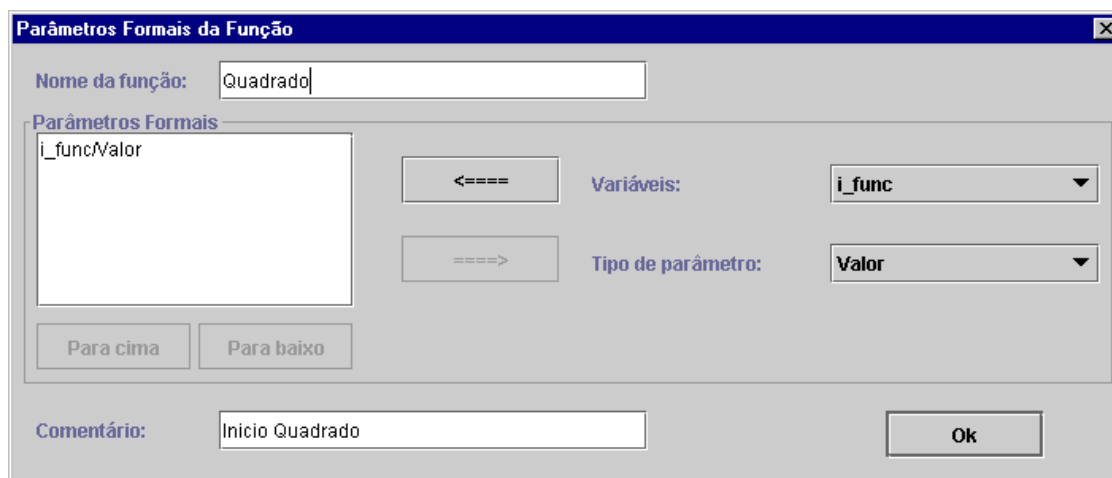 Parâmetros Formais da Função
Nome da função: Quadrado
Parâmetros Formais
i_func/Valor
<==== Variáveis: i_func
====> Tipo de parâmetro: Valor
Para cima Para baixo
Comentário: Inicio Quadrado Ok